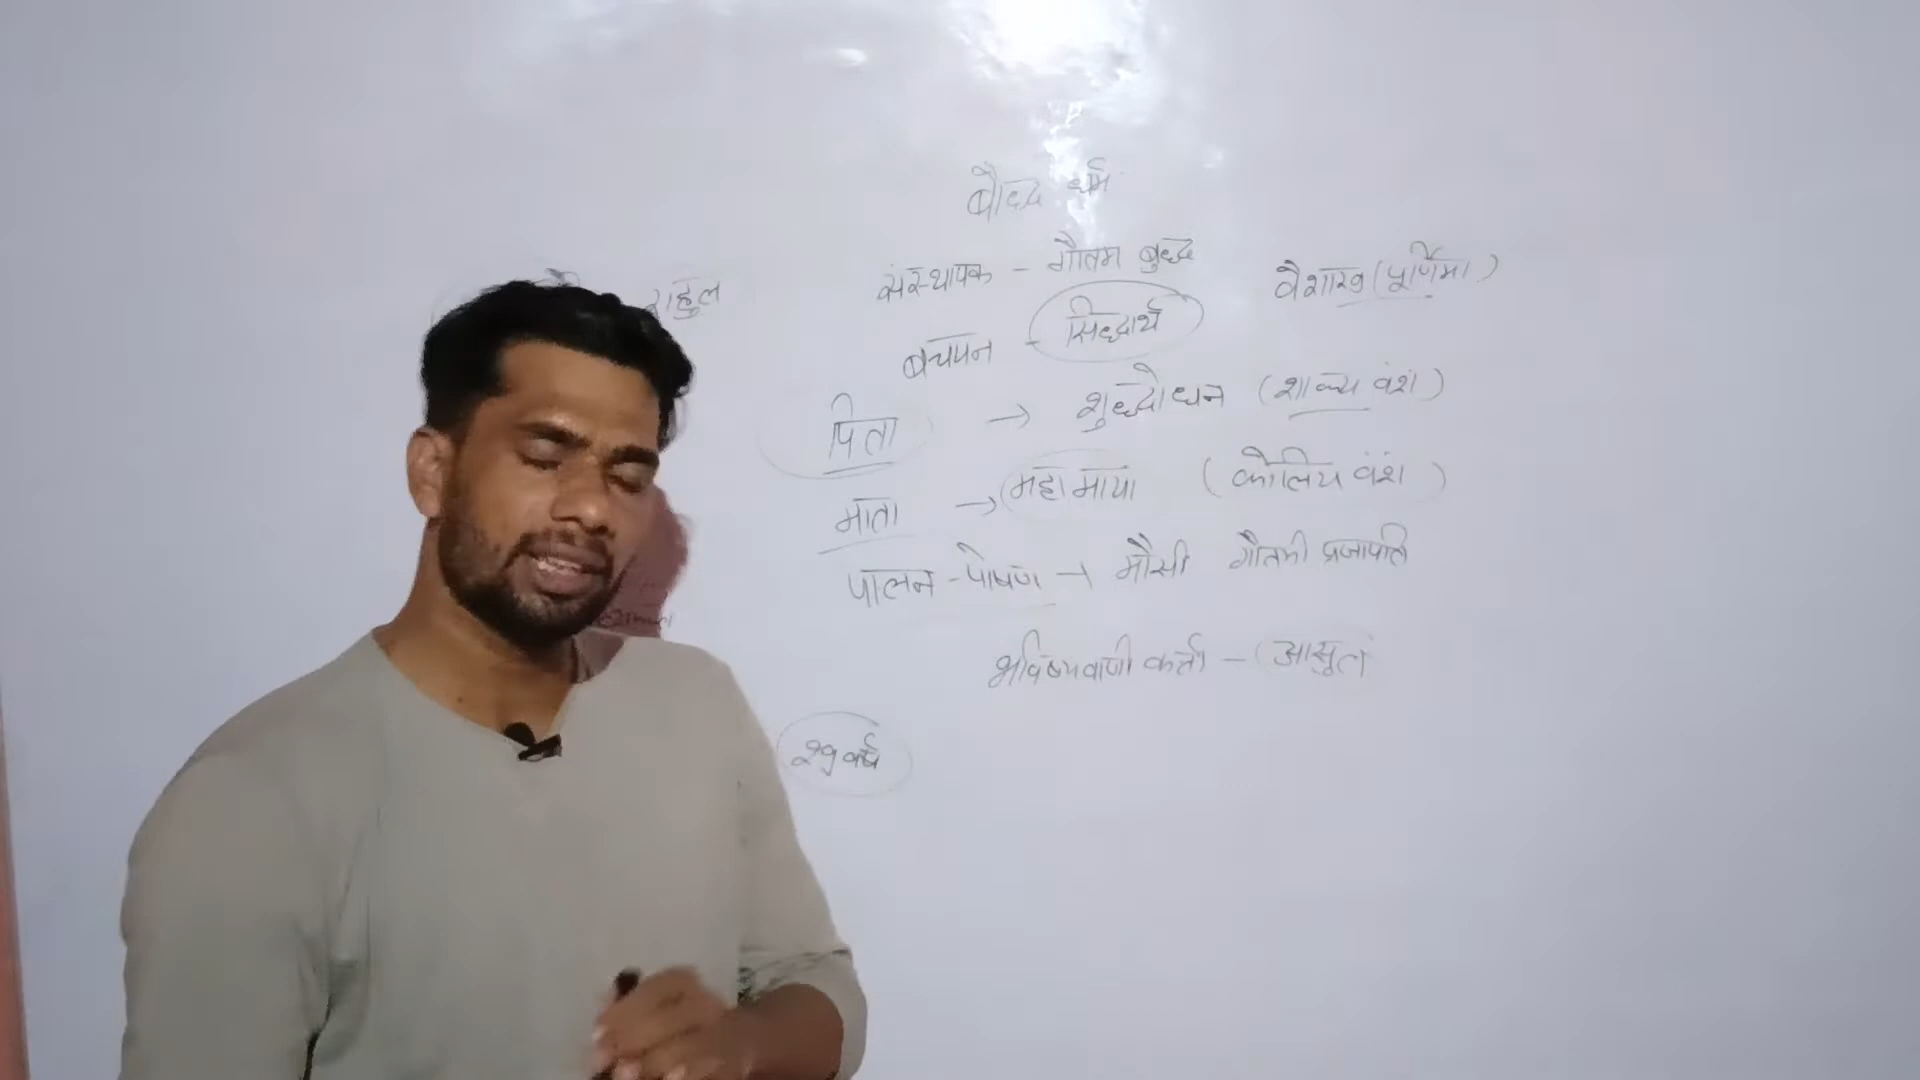 बौद्ध धर्म
संस्थापक - गौतम बुद्ध
वैशाख (पूर्णिमा)
राहुल
बचपन - सिद्धार्थ
पिता → शुद्धोधन (शाक्य वंश)
माता → महामाया (कोलिय वंश)
पालन-पोषण → मौसी गौतमी प्रजापति
भविष्यवाणी कर्ता - (आसुत
29 वर्ष